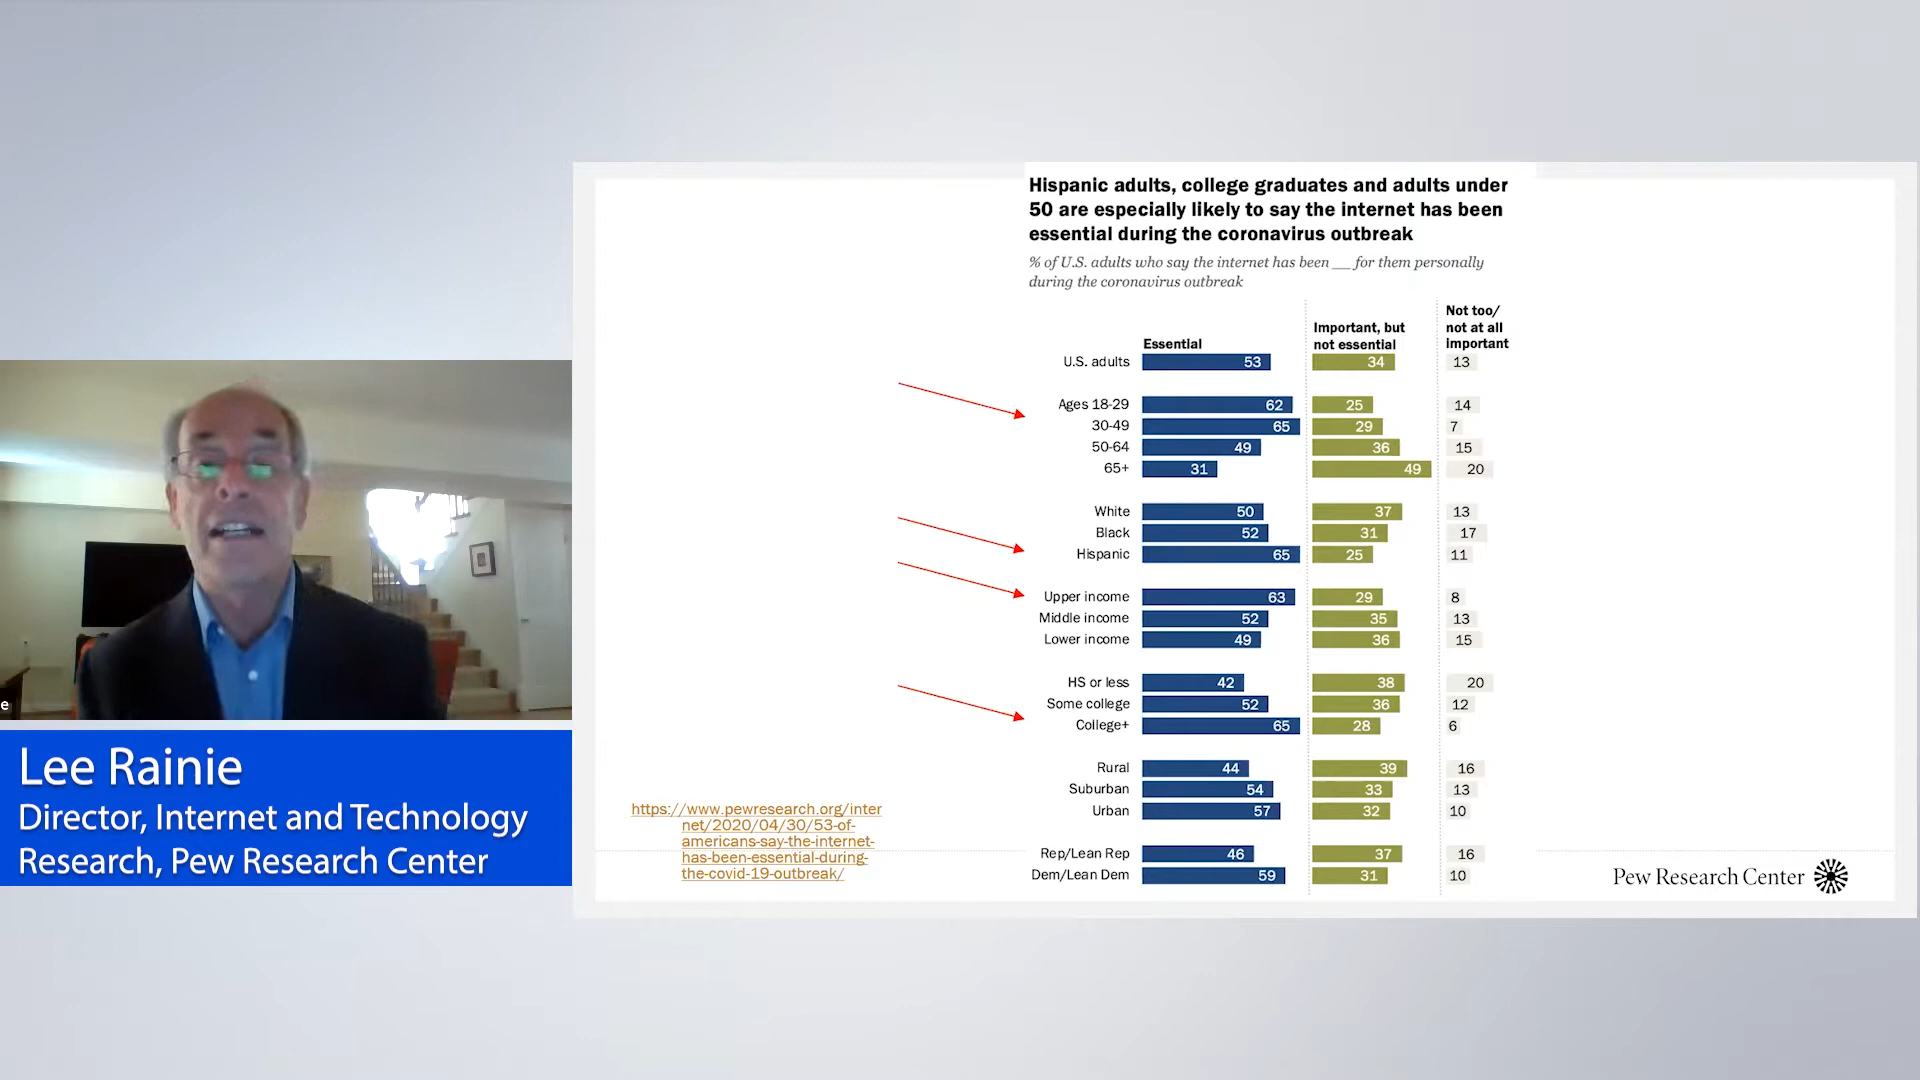 Hispanic adults, college graduates and adults under
50 are especially likely to say the internet has been
essential during the coronavirus outbreak
% of U.S. adults who say the internet has been __ for them personally
during the coronavirus outbreak
Essential
Important, but
not essential
Not too/
not at all
important
U.S. adults 53 34 13
Ages 18-29 62 25 14
30-49 65 29 7
50-64 49 36 15
65+ 31 49 20
White 50 37 13
Black 52 31 17
Hispanic 65 25 11
Upper income 63 29 8
Middle income 52 35 13
Lower income 49 36 15
HS or less 42 38 20
Some college 52 36 12
College+ 65 28 6
Rural 44 39 16
Suburban 54 33 13
Urban 57 32 10
Rep/Lean Rep 46 37 16
Dem/Lean Dem 59 31 10
https://www.pewresearch.org/inter
net/2020/04/30/53-of-
americans-say-the-internet-
has-been-essential-during-
the-covid-19-outbreak/
Pew Research Center
e
Lee Rainie
Director, Internet and Technology
Research, Pew Research Center